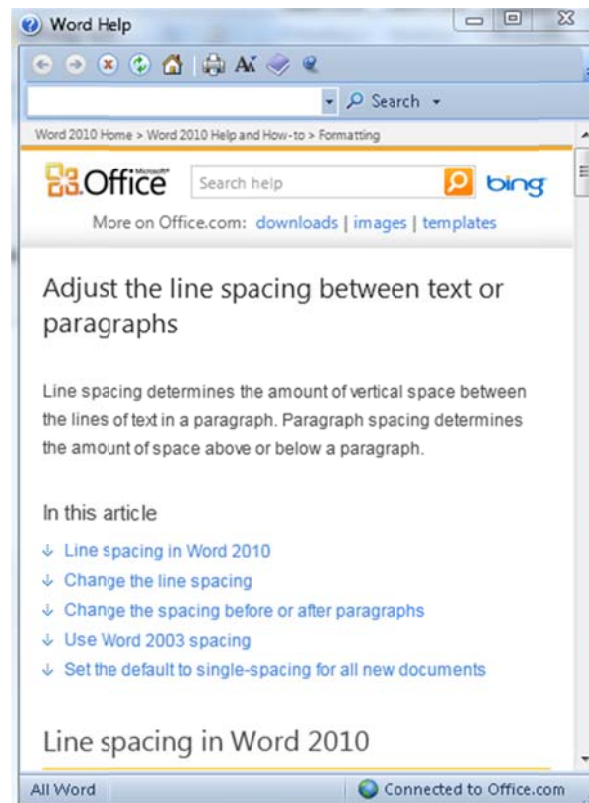 Word Help
Search
Word 2010 Home > Word 2010 Help and How-to > Formatting
Microsoft®
Office Search help bing
More on Office.com: downloads | images | templates
Adjust the line spacing between text or
paragraphs
Line spacing determines the amount of vertical space between
the lines of text in a paragraph. Paragraph spacing determines
the amount of space above or below a paragraph.
In this article
Line spacing in Word 2010
Change the line spacing
Change the spacing before or after paragraphs
Use Word 2003 spacing
Set the default to single-spacing for all new documents
Line spacing in Word 2010
All Word Connected to Office.com